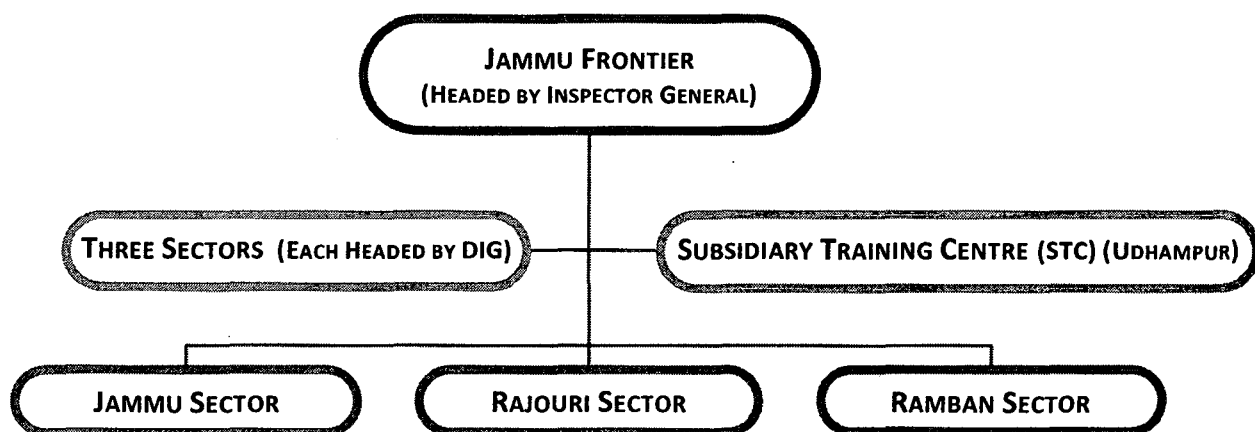 JAMMU FRONTIER
(HEADED BY INSPECTOR GENERAL)
THREE SECTORS (EACH HEADED BY DIG)
SUBSIDIARY TRAINING CENTRE (STC) (UDHAMPUR)
JAMMU SECTOR
RAJOURI SECTOR
RAMBAN SECTOR